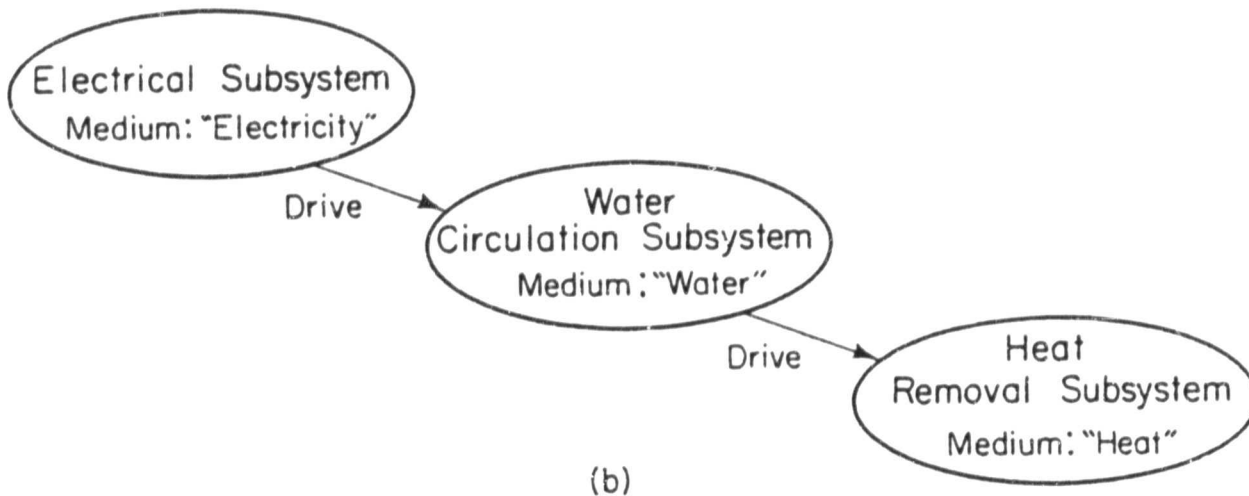 Electrical Subsystem
Medium: "Electricity"
Drive
Water
Circulation Subsystem
Medium: "Water"
Drive
Heat
Removal Subsystem
Medium: "Heat"
(b)